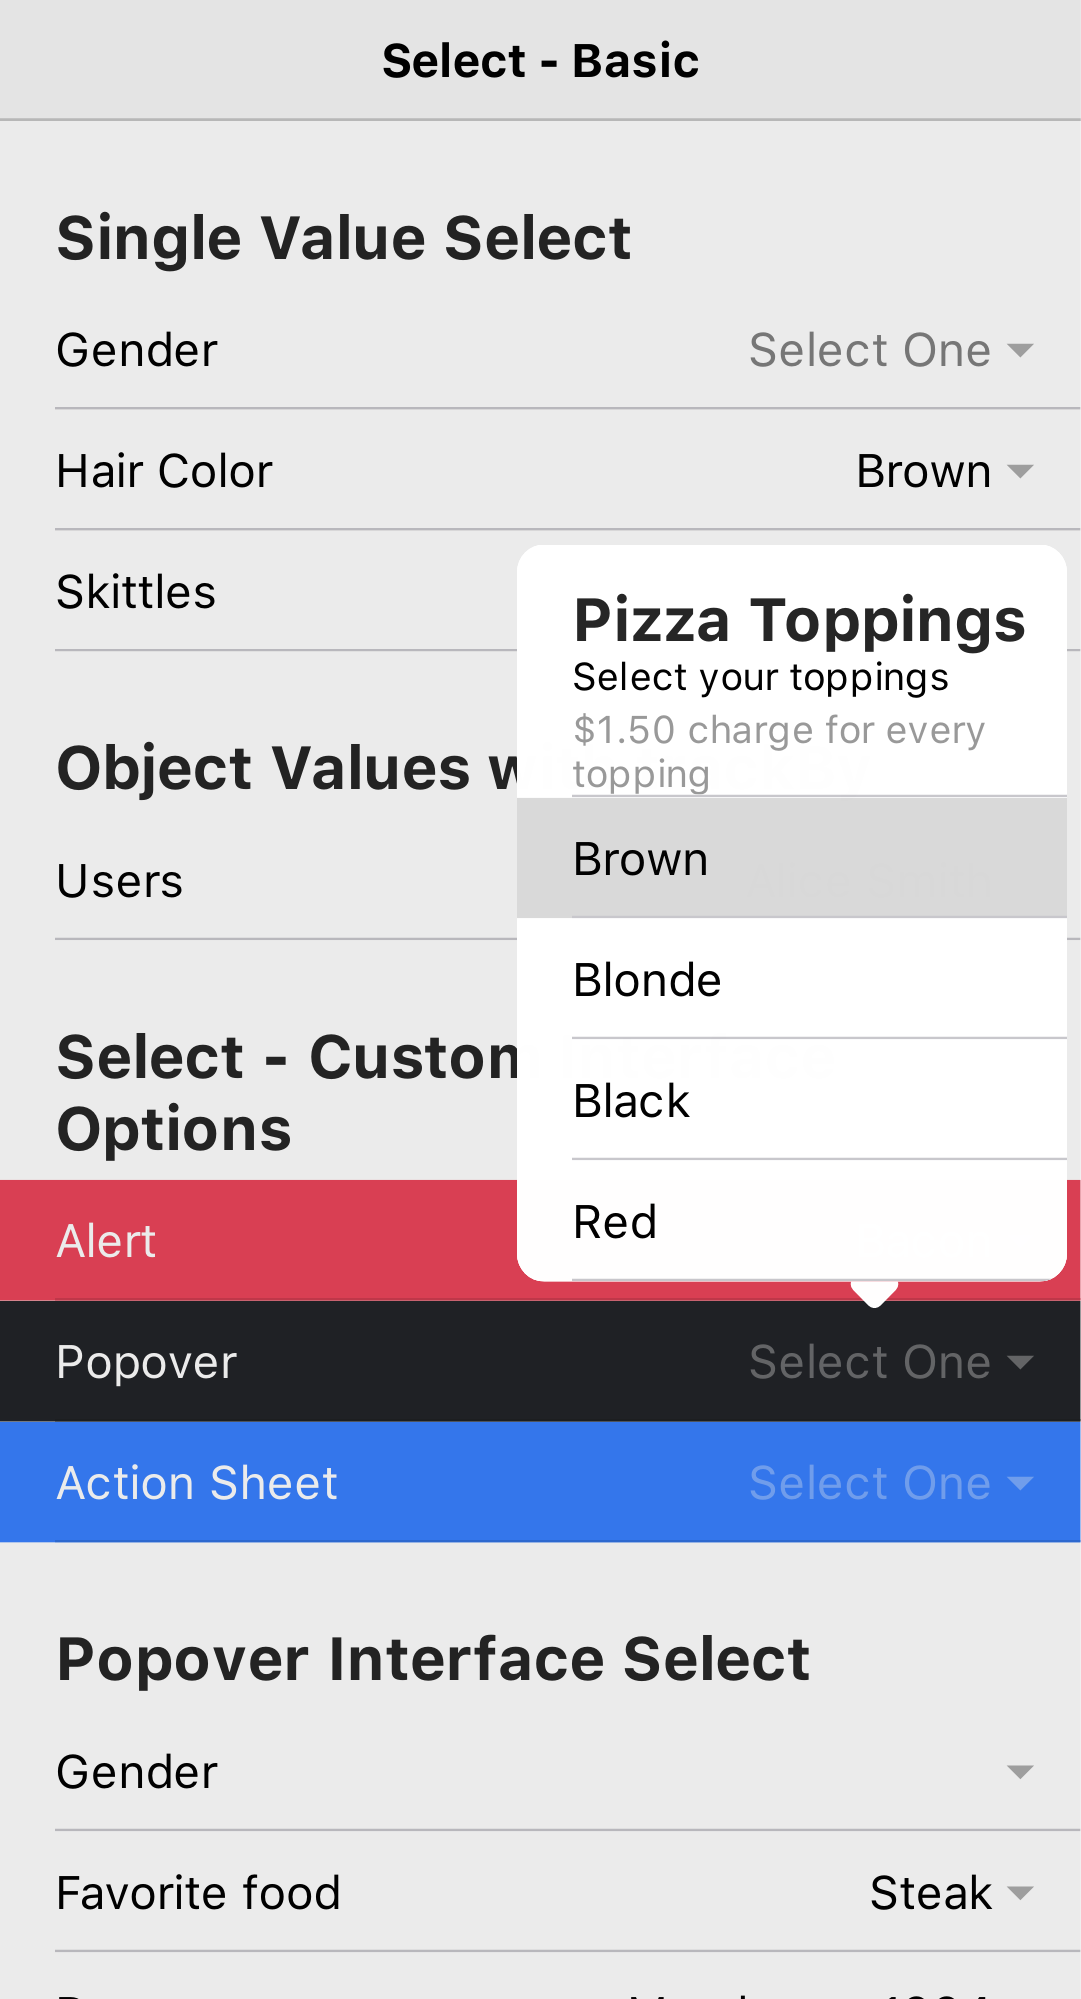 Select - Basic
Single Value Select
Gender Select One
Hair Color Brown
Skittles
Pizza Toppings
Select your toppings
$1.50 charge for every
topping
Brown
Blonde
Black
Red
Object Values
Users
Select - Custom
Options
Alert
Popover Select One
Action Sheet Select One
Popover Interface Select
Gender
Favorite food Steak